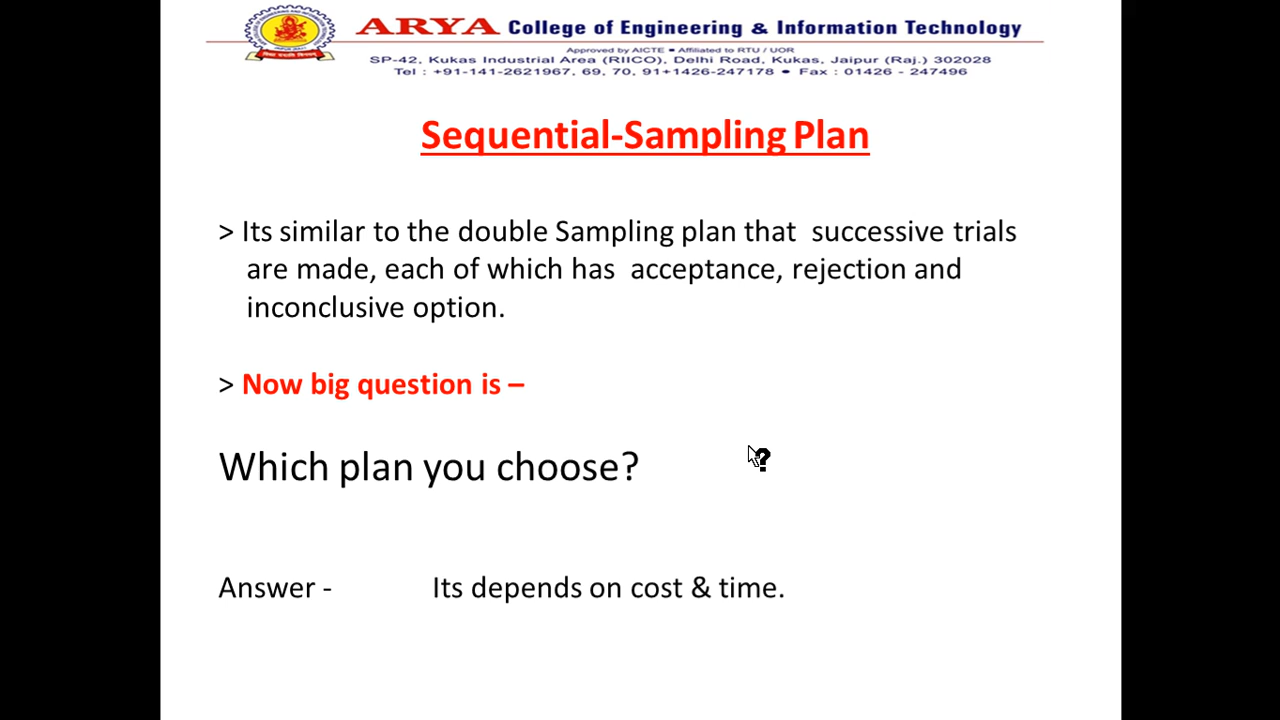 ARYA College of Engineering & Information Technology
Approved by AICTE • Affiliated to RTU / UOR
SP-42, Kukas Industrial Area (RIICO), Delhi Road, Kukas, Jaipur (Raj.) 302028
Tel : +91-141-2621967, 69, 70, 91+1426-247178 • Fax : 01426 - 247496
Sequential-Sampling Plan
> Its similar to the double Sampling plan that successive trials
are made, each of which has acceptance, rejection and
inconclusive option.
> Now big question is –
Which plan you choose?
Answer - Its depends on cost & time.